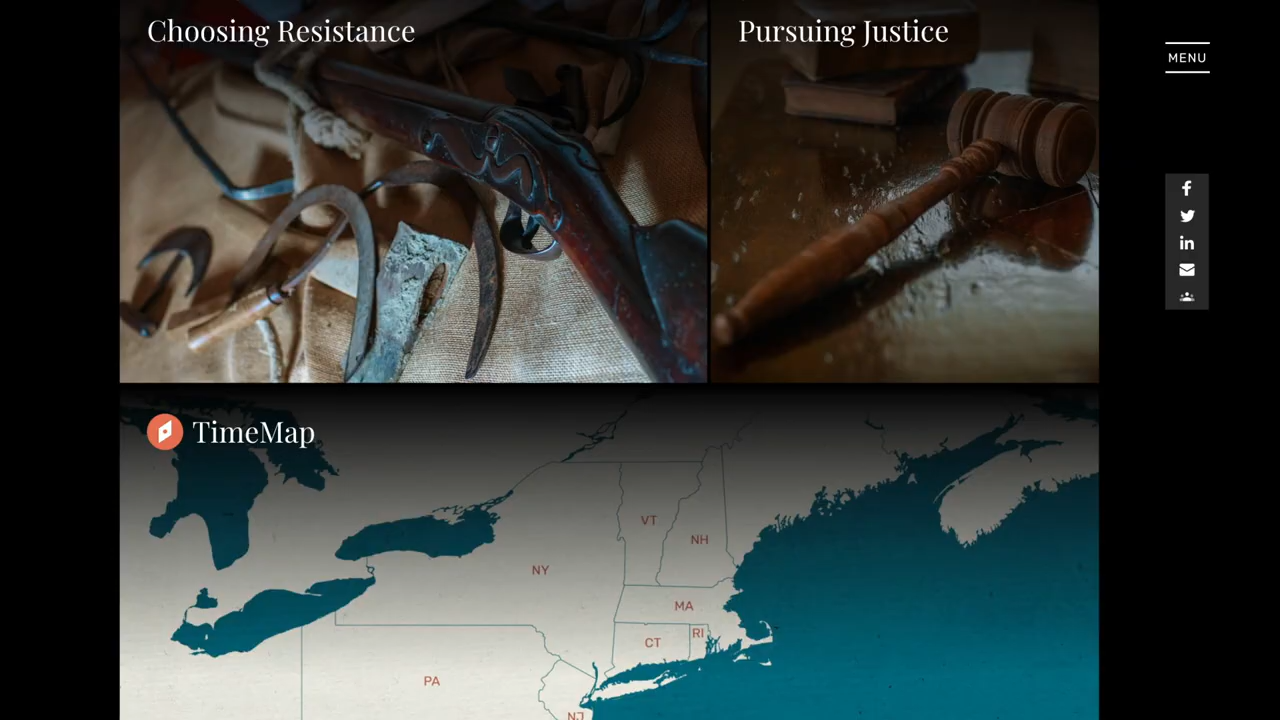 Choosing Resistance
Pursuing Justice
MENU
TimeMap
VT
NH
NY
MA
RI
CT
PA
NJ